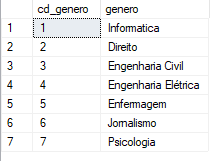 cd_genero genero
1 1 Informatica
2 2 Direito
3 3 Engenharia Civil
4 4 Engenharia Elétrica
5 5 Enfermagem
6 6 Jornalismo
7 7 Psicologia